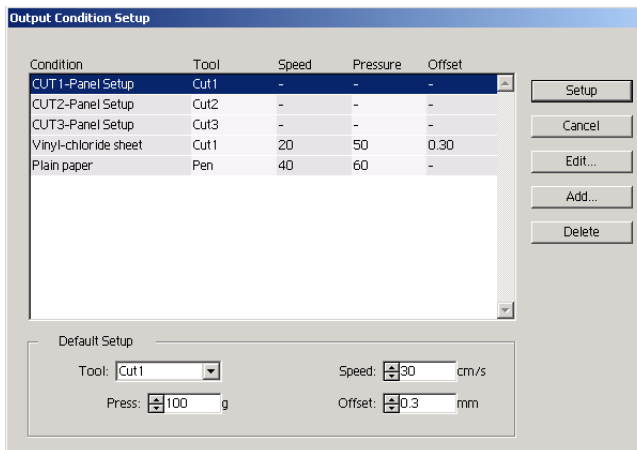 Output Condition Setup
Condition Tool Speed Pressure Offset
CUT1-Panel Setup Cut1 - - -
CUT2-Panel Setup Cut2 - - -
CUT3-Panel Setup Cut3 - - -
Vinyl-chloride sheet Cut1 20 50 0.30
Plain paper Pen 40 60 -
Setup
Cancel
Edit...
Add...
Delete
Default Setup
Tool: Cut1 Speed: 30 cm/s
Press: 100 g Offset: 0.3 mm